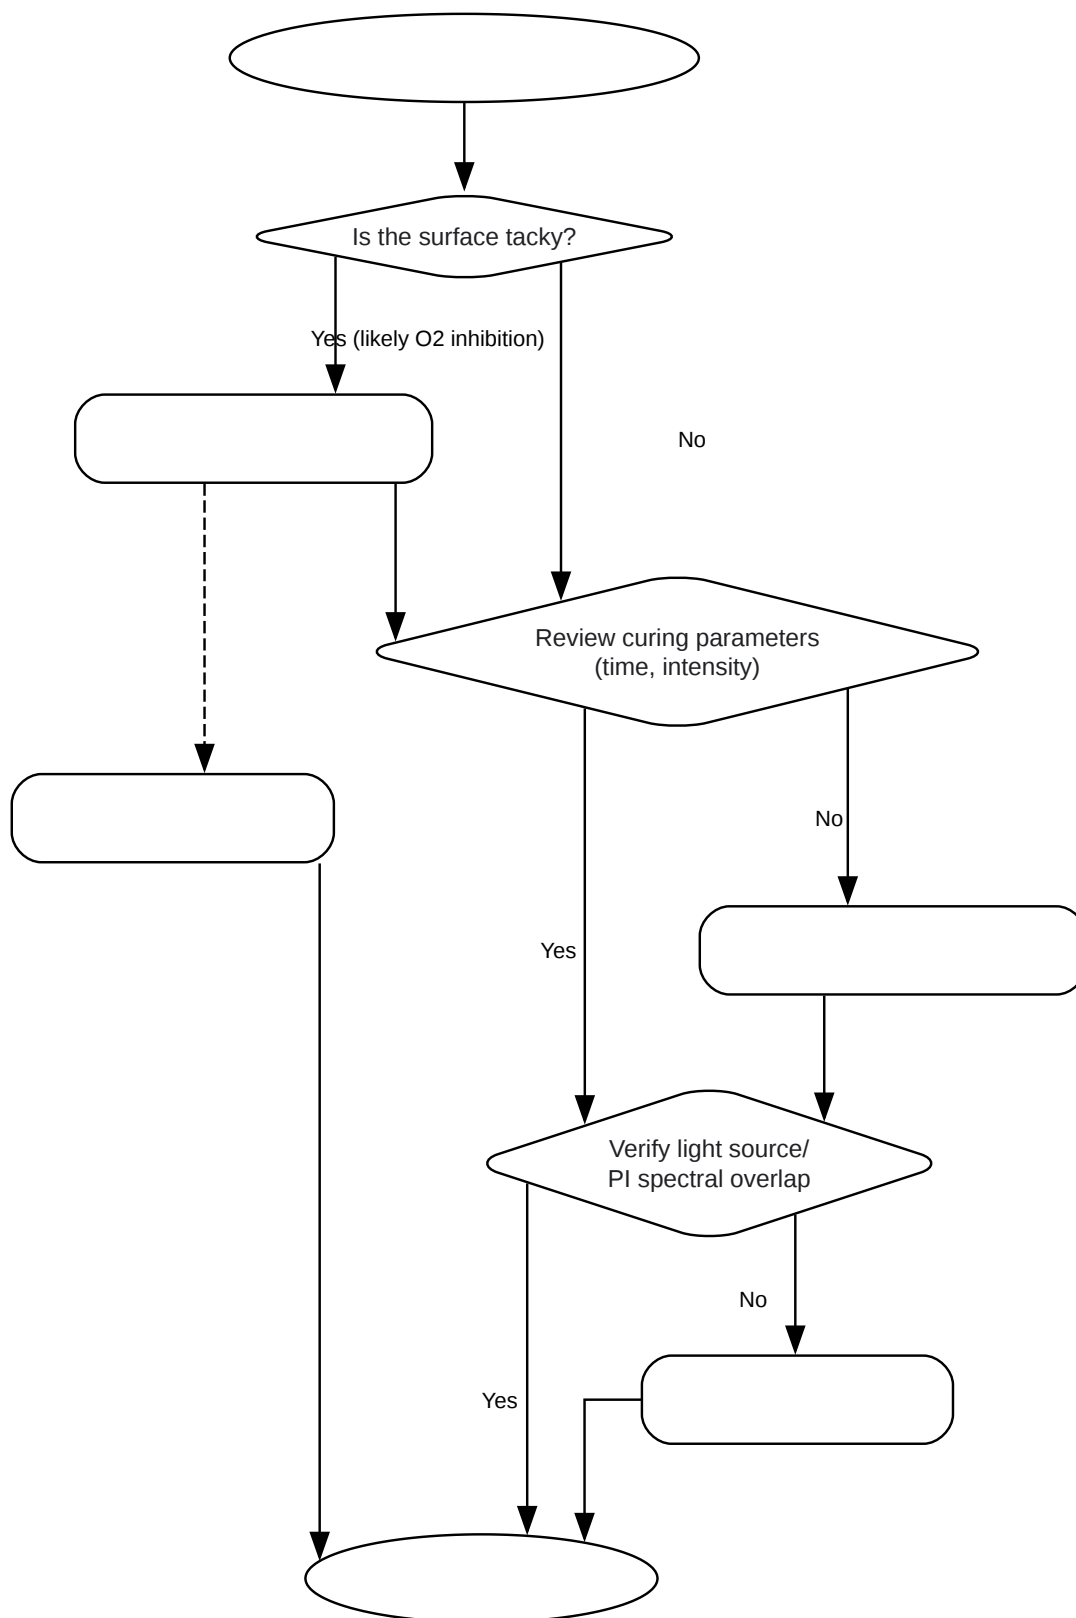 Is the surface tacky?
Yes (likely O2 inhibition)
No
Review curing parameters
(time, intensity)
No
Yes
Verify light source/
PI spectral overlap
No
Yes